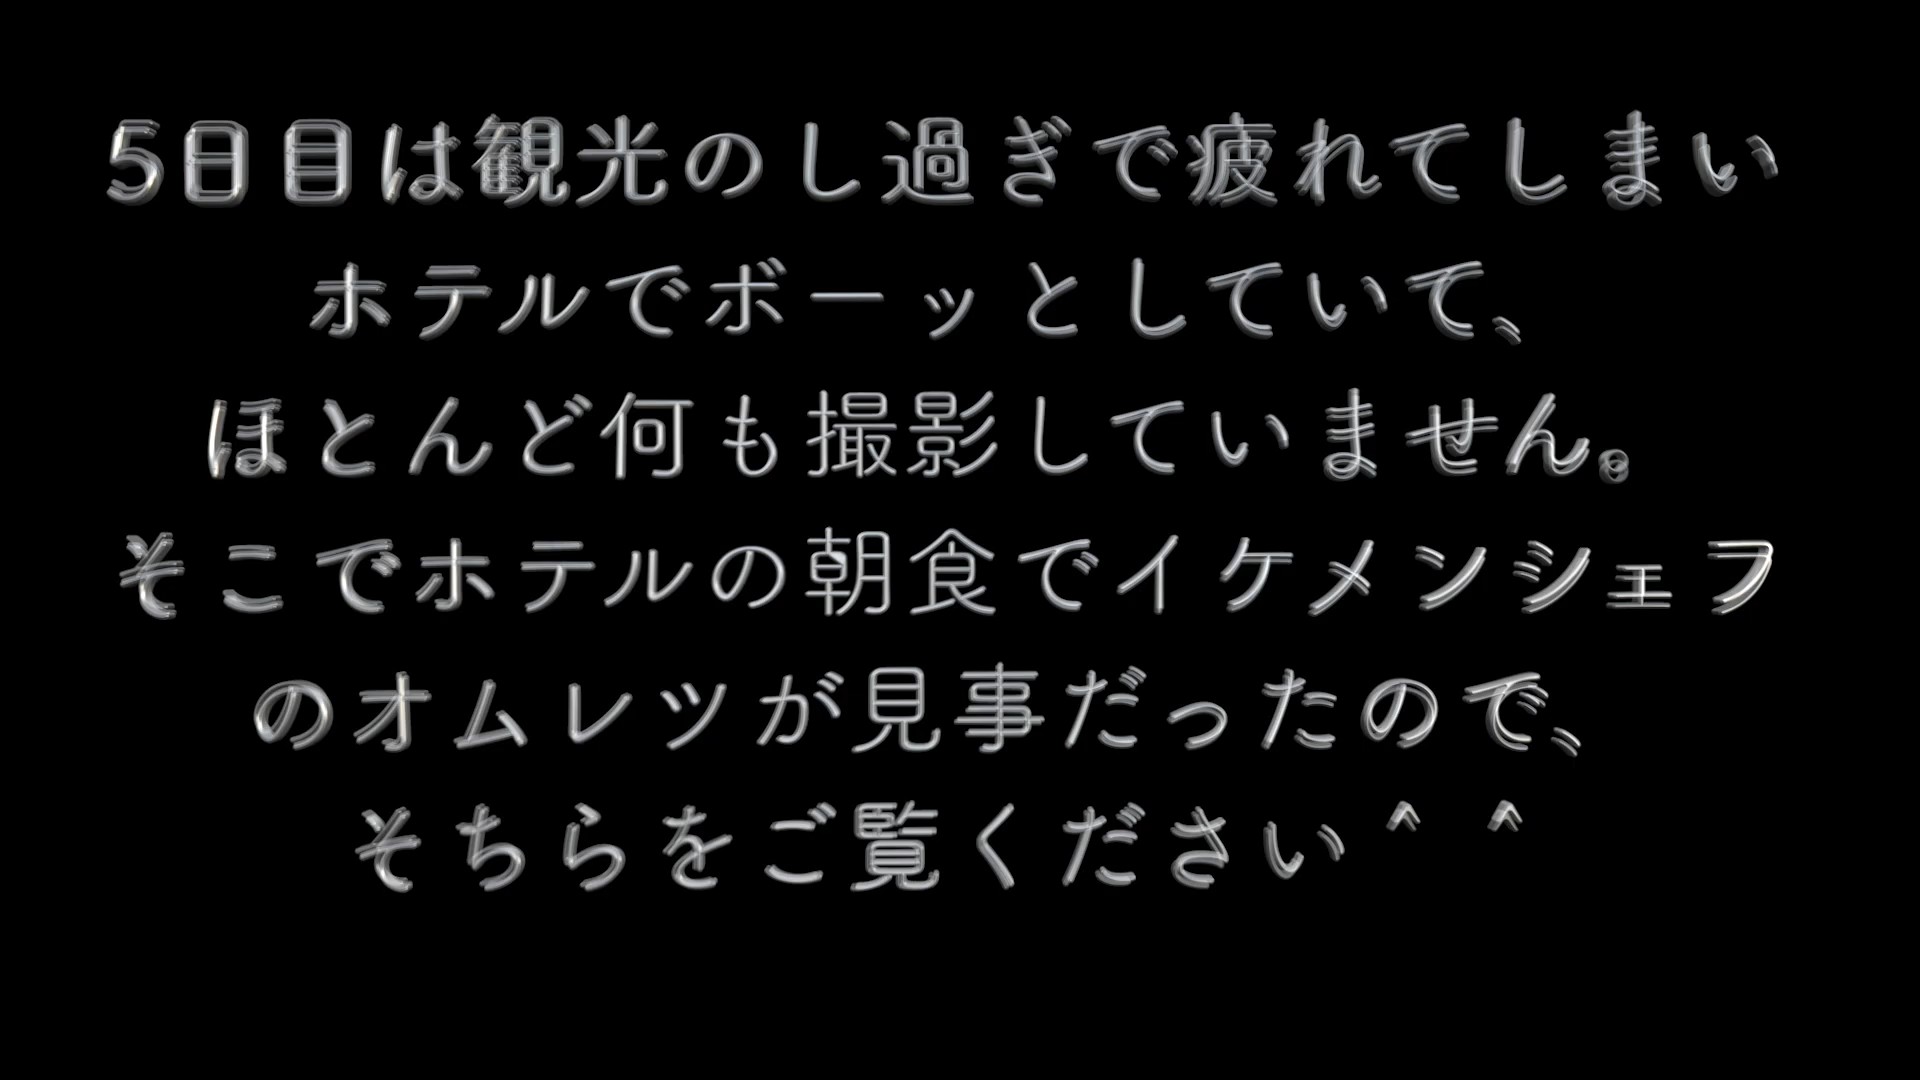 5日目は観光のし過ぎで疲れてしまい
ホテルでボーッとしていて、
ほとんど何も撮影していません。
そこでホテルの朝食でイケメンシェフ
のオムレツが見事だったので、
そちらをご覧ください＾＾